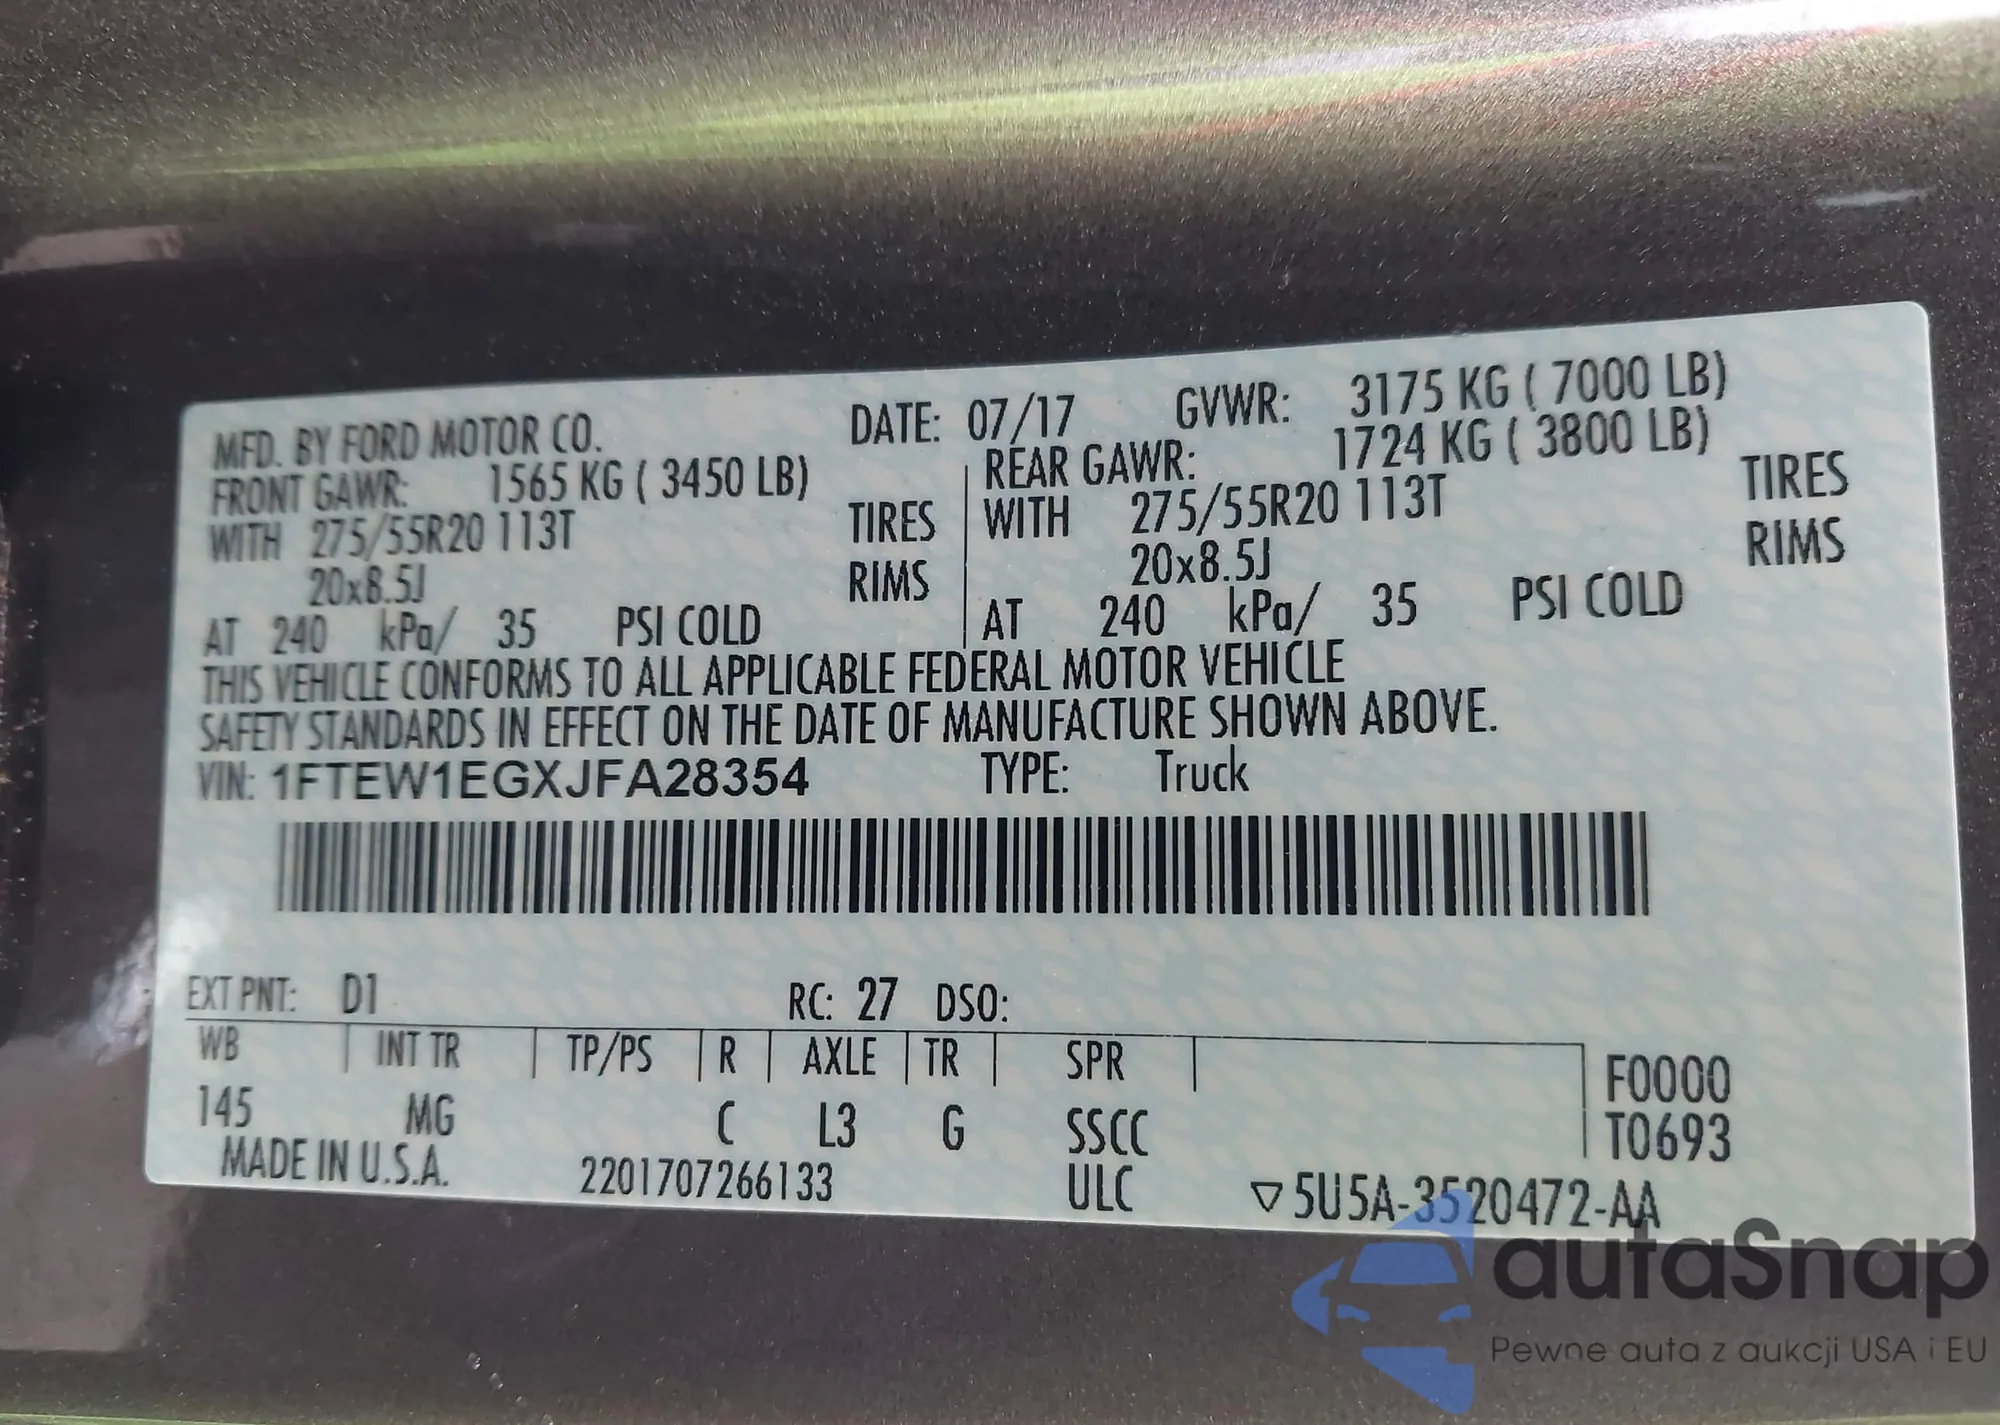 MFD. BY FORD MOTOR CO. DATE: 07/17 GVWR: 3175 KG ( 7000 LB)
FRONT GAWR: 1565 KG ( 3450 LB) REAR GAWR: 1724 KG ( 3800 LB)
WITH 275/55R20 113T TIRES WITH 275/55R20 113T TIRES
20x8.5J RIMS 20x8.5J RIMS
AT 240 kPa/ 35 PSI COLD AT 240 kPa/ 35 PSI COLD
THIS VEHICLE CONFORMS TO ALL APPLICABLE FEDERAL MOTOR VEHICLE
SAFETY STANDARDS IN EFFECT ON THE DATE OF MANUFACTURE SHOWN ABOVE.
VIN: 1FTEW1EGXJFA28354 TYPE: Truck
EXT PNT: D1 RC: 27 DSO:
WB INT TR TP/PS R AXLE TR SPR F0000
145 MG C L3 G SSCC T0693
MADE IN U.S.A. 2201707266133 ULC ▽5U5A-3520472-AA
autaSnap
Pewne auta z aukcji USA i EU